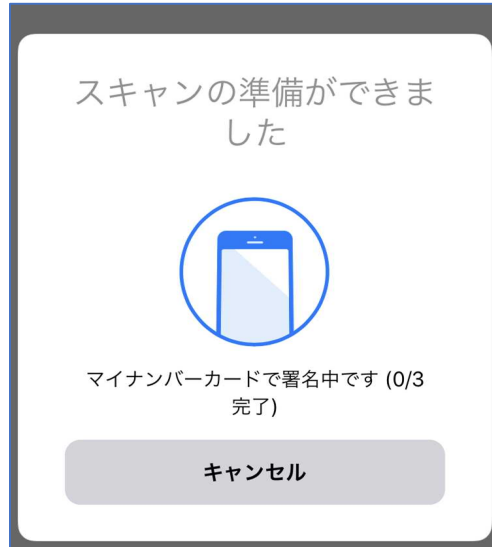 スキャンの準備ができま
した
マイナンバーカードで署名中です (0/3
完了)
キャンセル